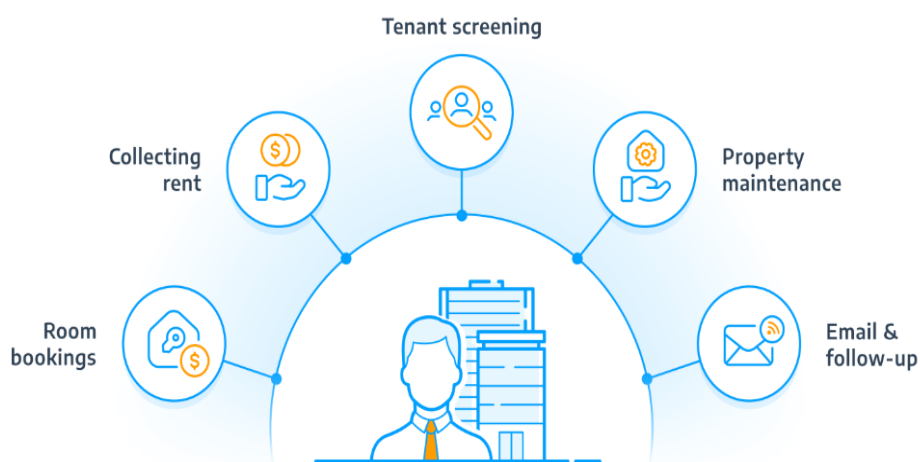 Tenant screening
Collecting
rent
Property
maintenance
Room
bookings
$
$
Email &
follow-up